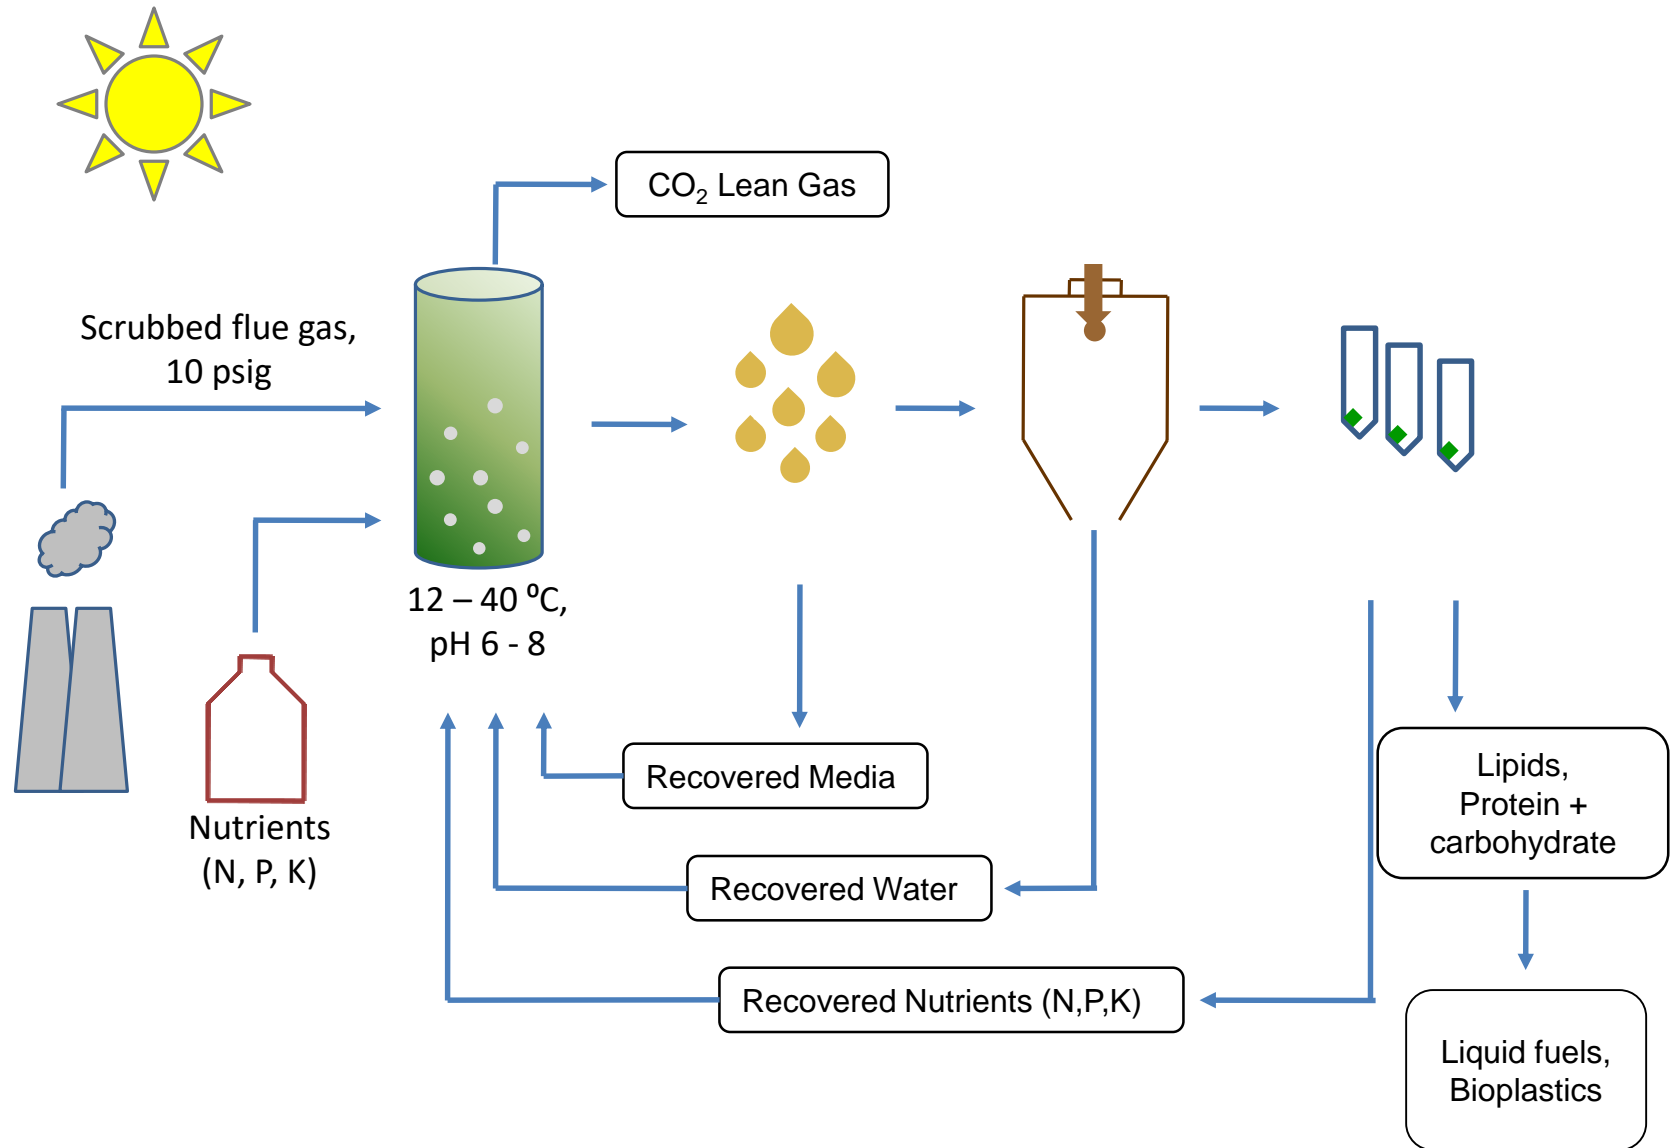 CO₂ Lean Gas
Scrubbed flue gas,
10 psig
12 – 40 ⁰C,
pH 6 - 8
Nutrients
(N, P, K)
Recovered Media
Recovered Water
Recovered Nutrients (N,P,K)
Lipids,
Protein +
carbohydrate
Liquid fuels,
Bioplastics